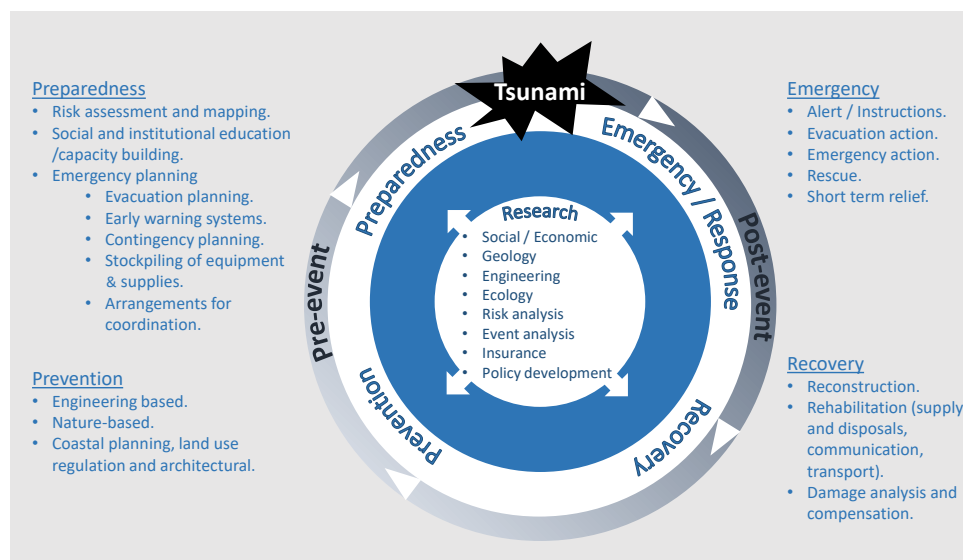 Tsunami
Preparedness
• Risk assessment and mapping.
• Social and institutional education
/capacity building.
• Emergency planning
• Evacuation planning.
• Early warning systems.
• Contingency planning.
• Stockpiling of equipment
& supplies.
• Arrangements for
coordination.
Prevention
• Engineering based.
• Nature-based.
• Coastal planning, land use
regulation and architectural.
Pre-event
Preparedness
Prevention
Research
• Social / Economic
• Geology
• Engineering
• Ecology
• Risk analysis
• Event analysis
• Insurance
• Policy development
Emergency / Response
Recovery
Post-event
Emergency
• Alert / Instructions.
• Evacuation action.
• Emergency action.
• Rescue.
• Short term relief.
Recovery
• Reconstruction.
• Rehabilitation (supply
and disposals,
communication,
transport).
• Damage analysis and
compensation.